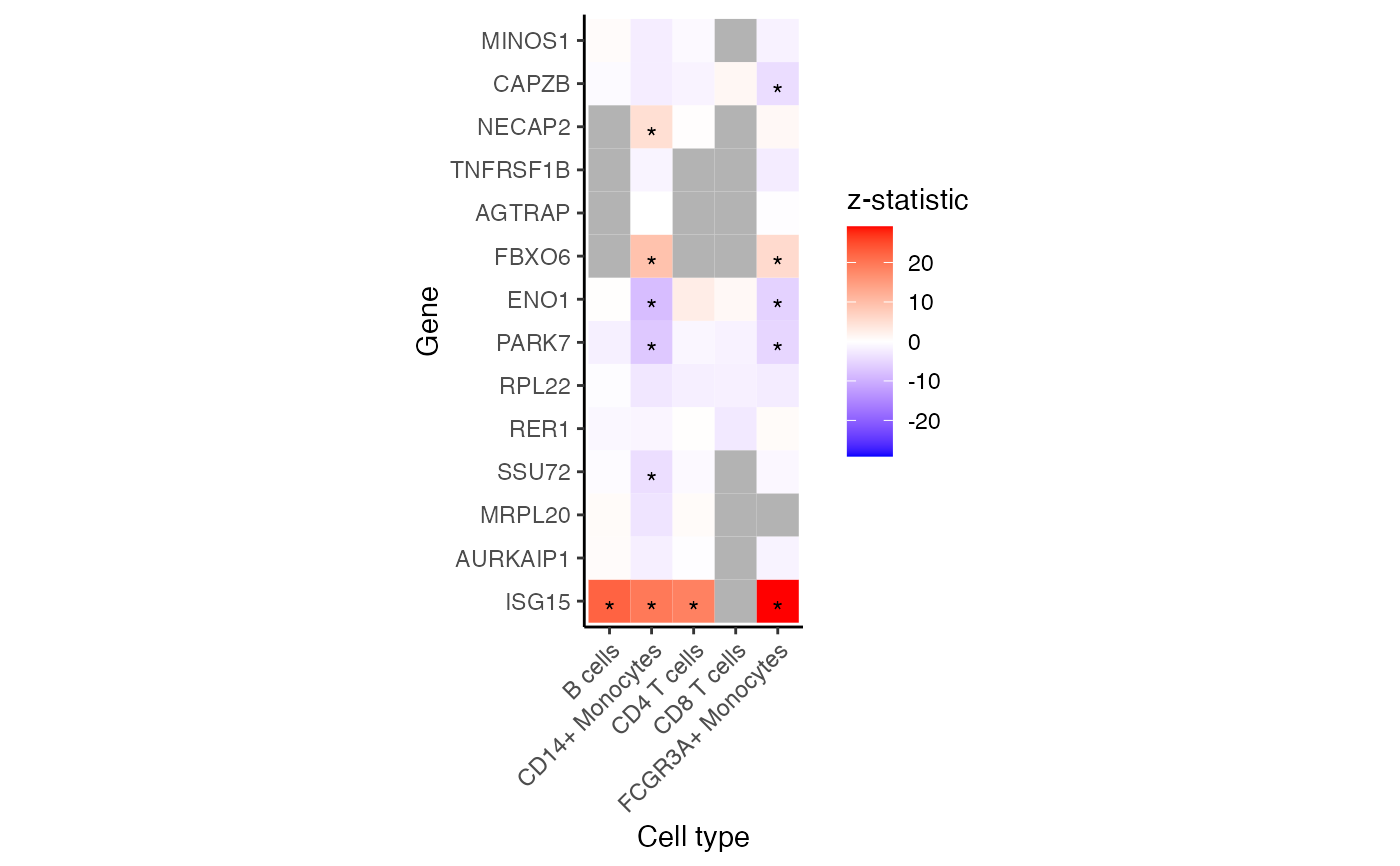 MINOS1
CAPZB
*
NECAP2
*
TNFRSF1B
AGTRAP
FBXO6
* *
ENO1
* *
PARK7
* *
RPL22
RER1
SSU72
*
MRPL20
AURKAIP1
ISG15
* * * *
Gene
B cells
CD14+ Monocytes
CD4 T cells
CD8 T cells
FCGR3A+ Monocytes
Cell type
z-statistic
20
10
0
-10
-20